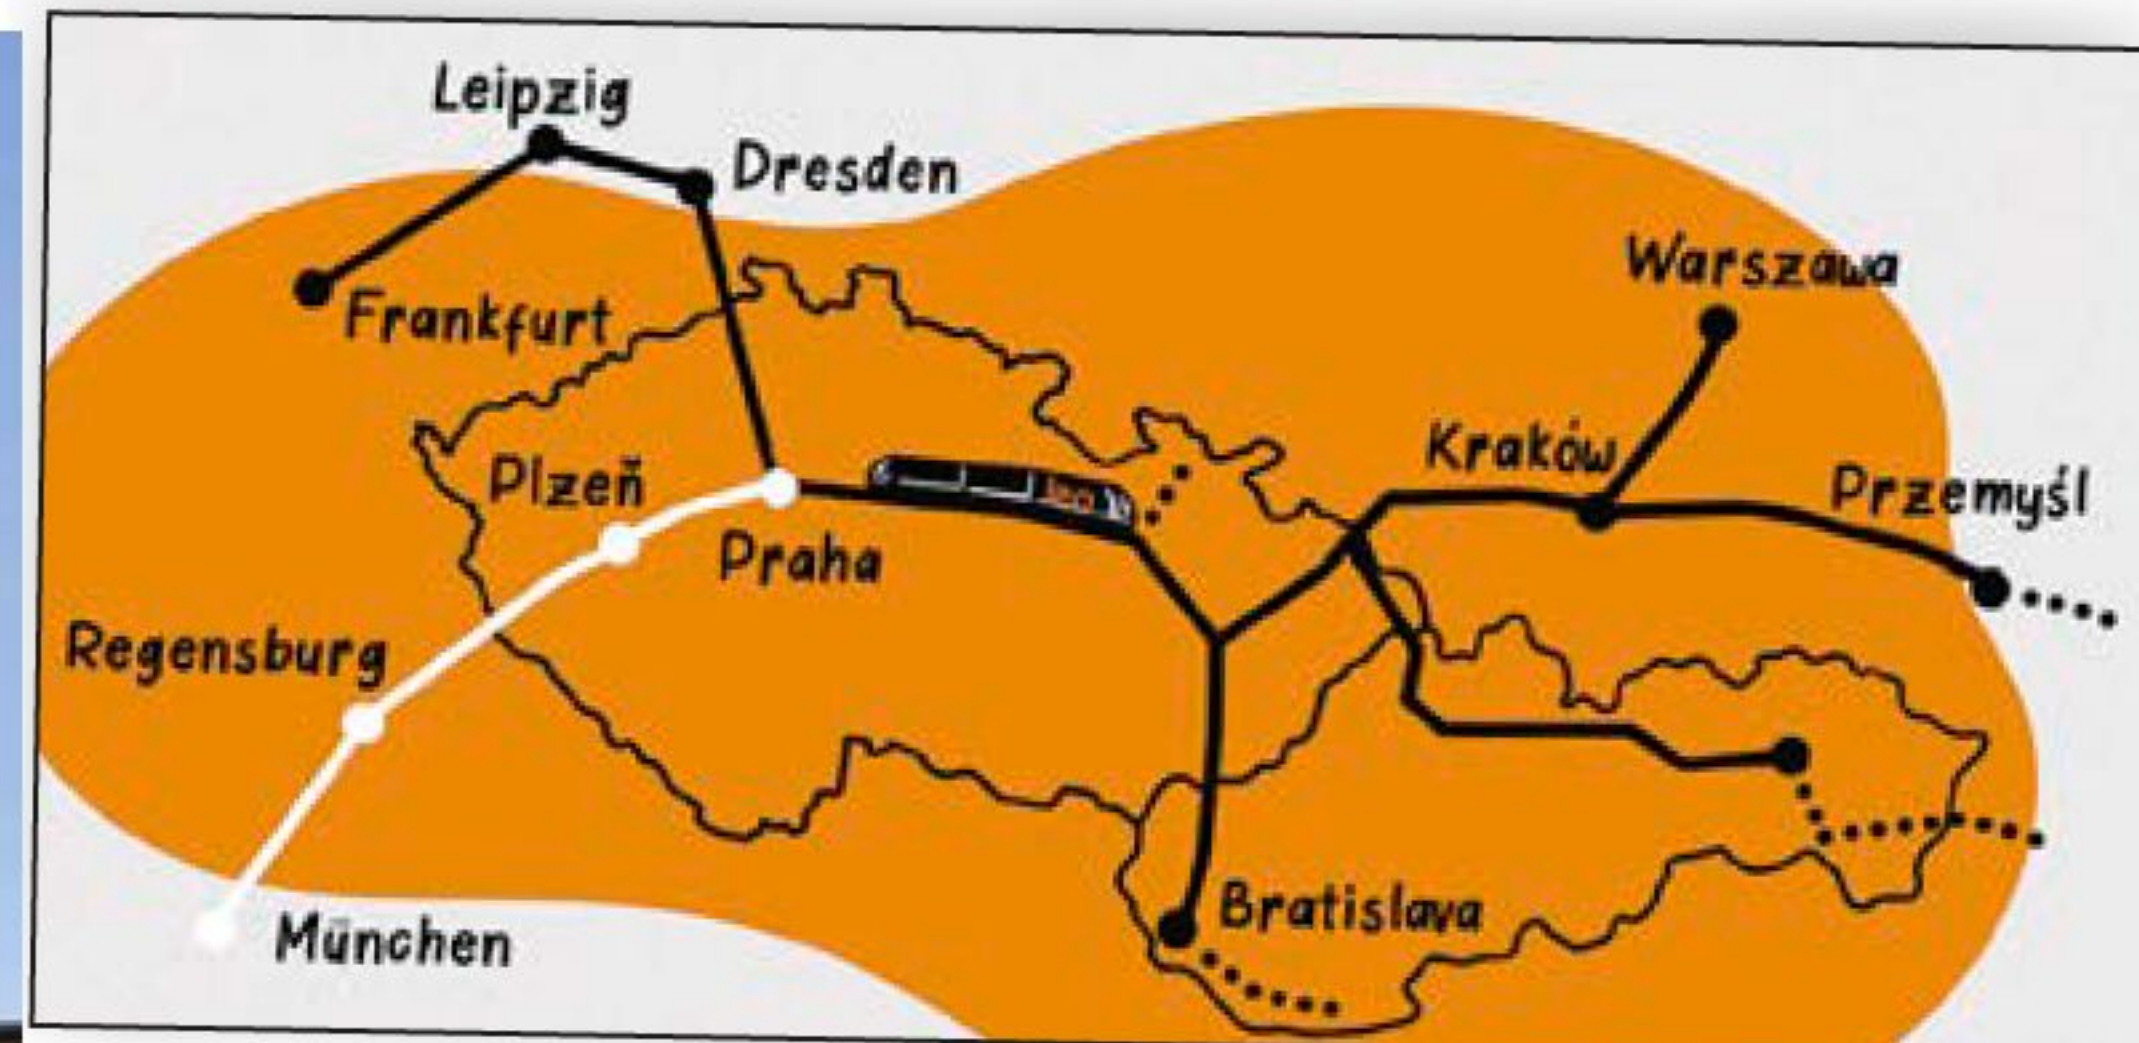 Leipzig
Dresden
Frankfurt
Warszawa
Kraków
Plzeň
Przemyśl
Praha
Regensburg
Bratislava
München